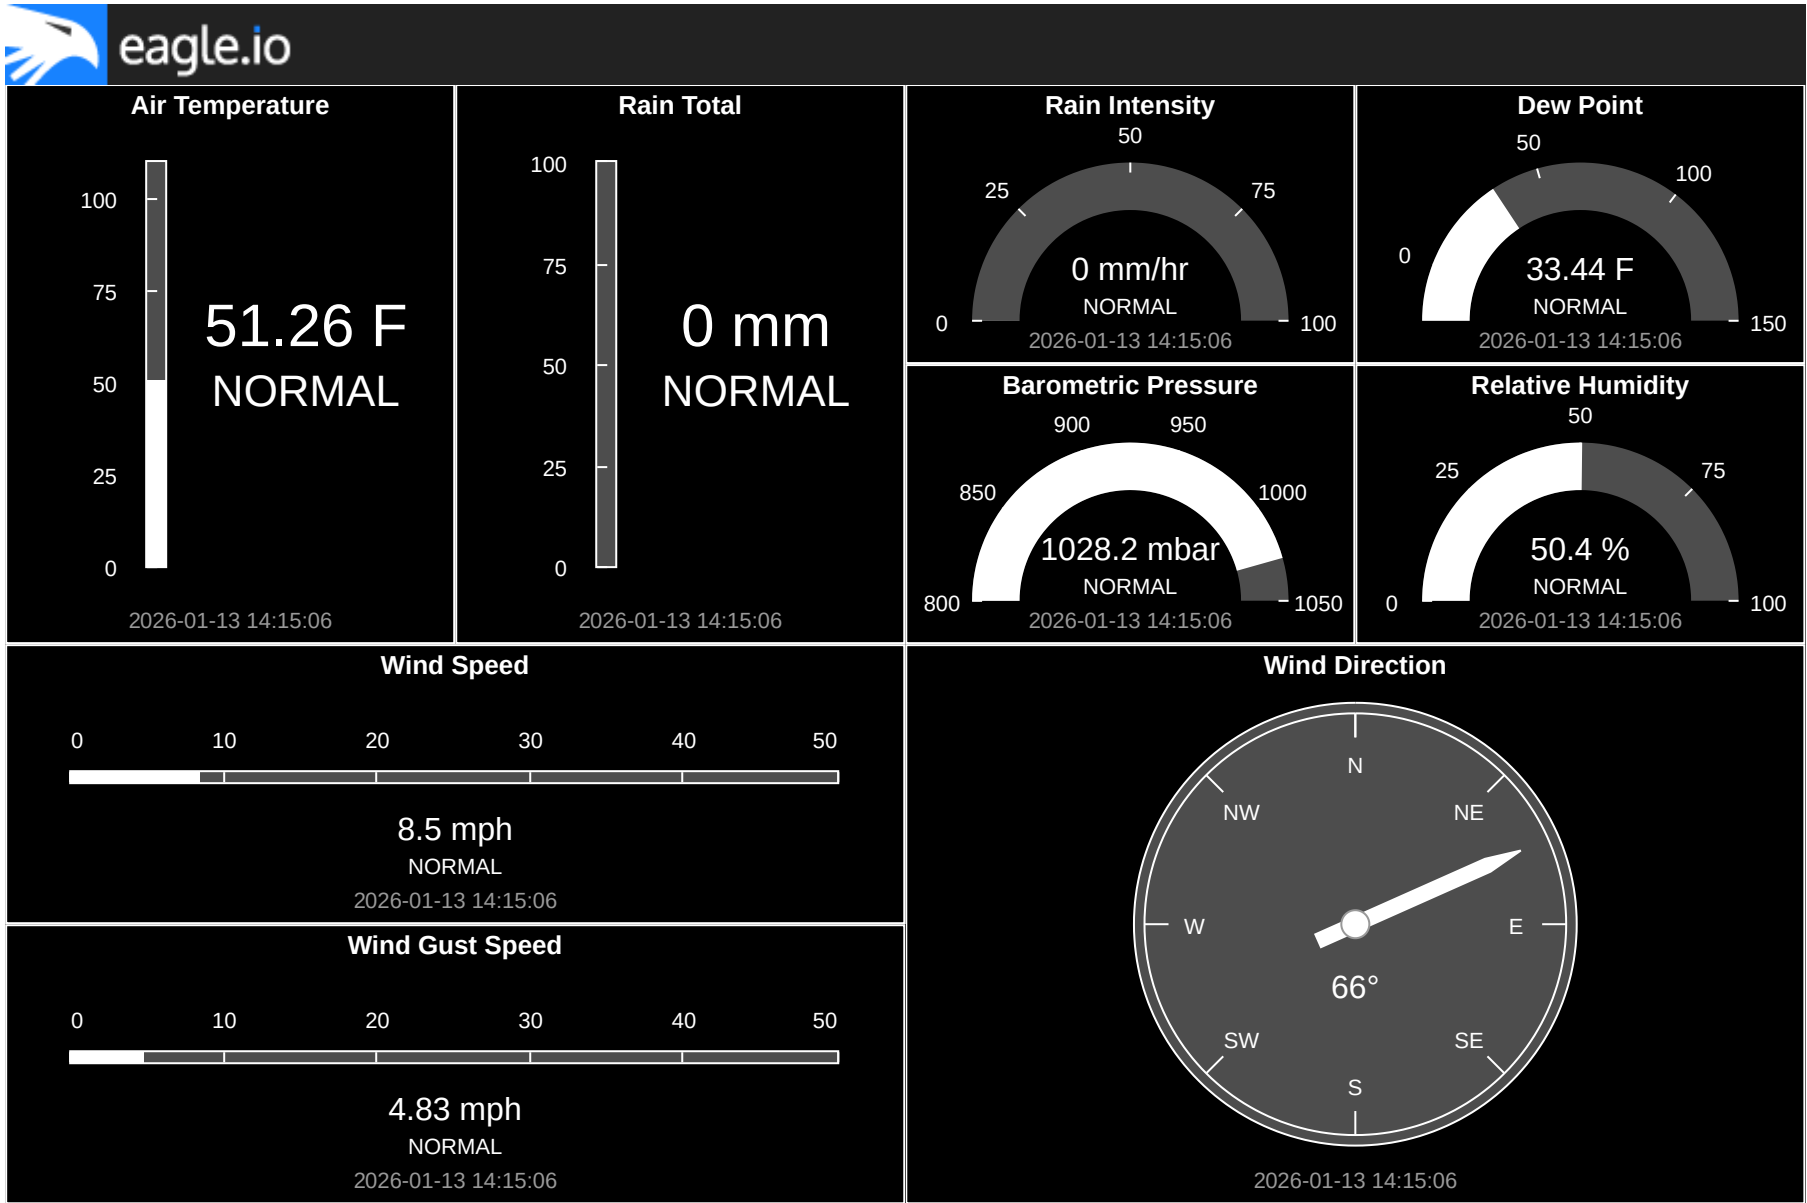 eagle.io
Air Temperature
100
75
50
25
0
51.26 F
NORMAL
2026-01-13 14:15:06
Rain Total
100
75
50
25
0
0 mm
NORMAL
2026-01-13 14:15:06
Rain Intensity
50
25
75
0
100
0 mm/hr
NORMAL
2026-01-13 14:15:06
Dew Point
50
100
0
150
33.44 F
NORMAL
2026-01-13 14:15:06
Barometric Pressure
900
950
850
1000
800
1050
1028.2 mbar
NORMAL
2026-01-13 14:15:06
Relative Humidity
50
25
75
0
100
50.4 %
NORMAL
2026-01-13 14:15:06
Wind Speed
0 10 20 30 40 50
8.5 mph
NORMAL
2026-01-13 14:15:06
Wind Gust Speed
0 10 20 30 40 50
4.83 mph
NORMAL
2026-01-13 14:15:06
Wind Direction
N
NW NE
W E
66°
SW SE
S
2026-01-13 14:15:06